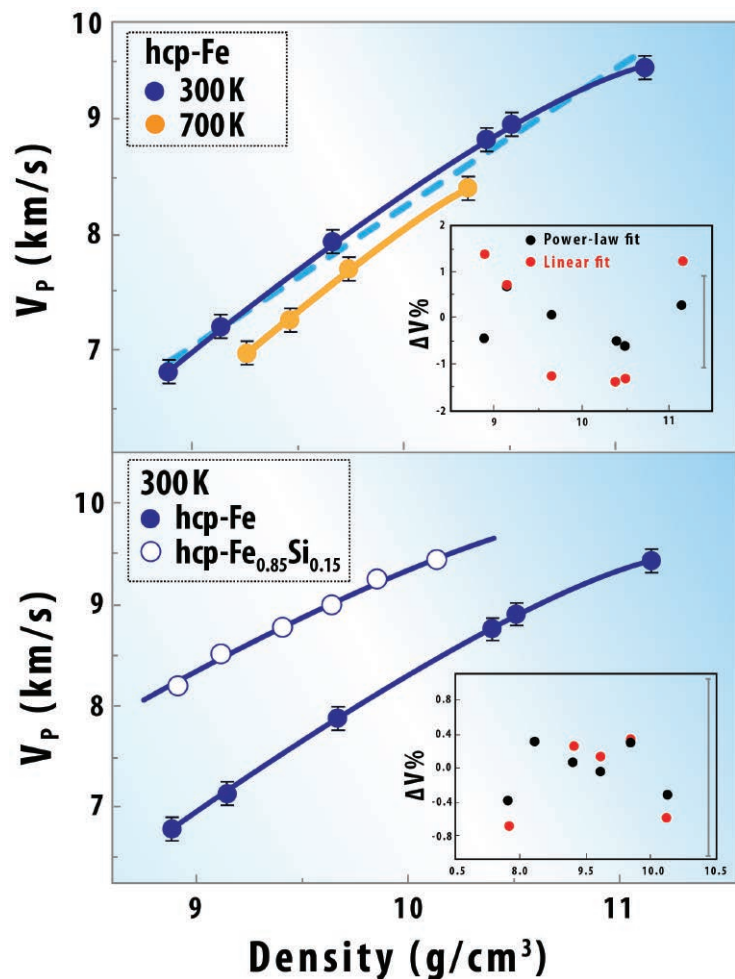 10
9
8
7
V_P (km/s)
hcp-Fe
300 K
700 K
2
1
0
-1
-2
ΔV%
Power-law fit
Linear fit
9
10
11
10
9
8
7
V_P (km/s)
300 K
hcp-Fe
hcp-Fe₀.₈₅Si₀.₁₅
0.8
0.4
0.0
-0.4
-0.8
ΔV%
0.5
8.0
9.5
10.0
10.5
9
10
11
Density (g/cm³)